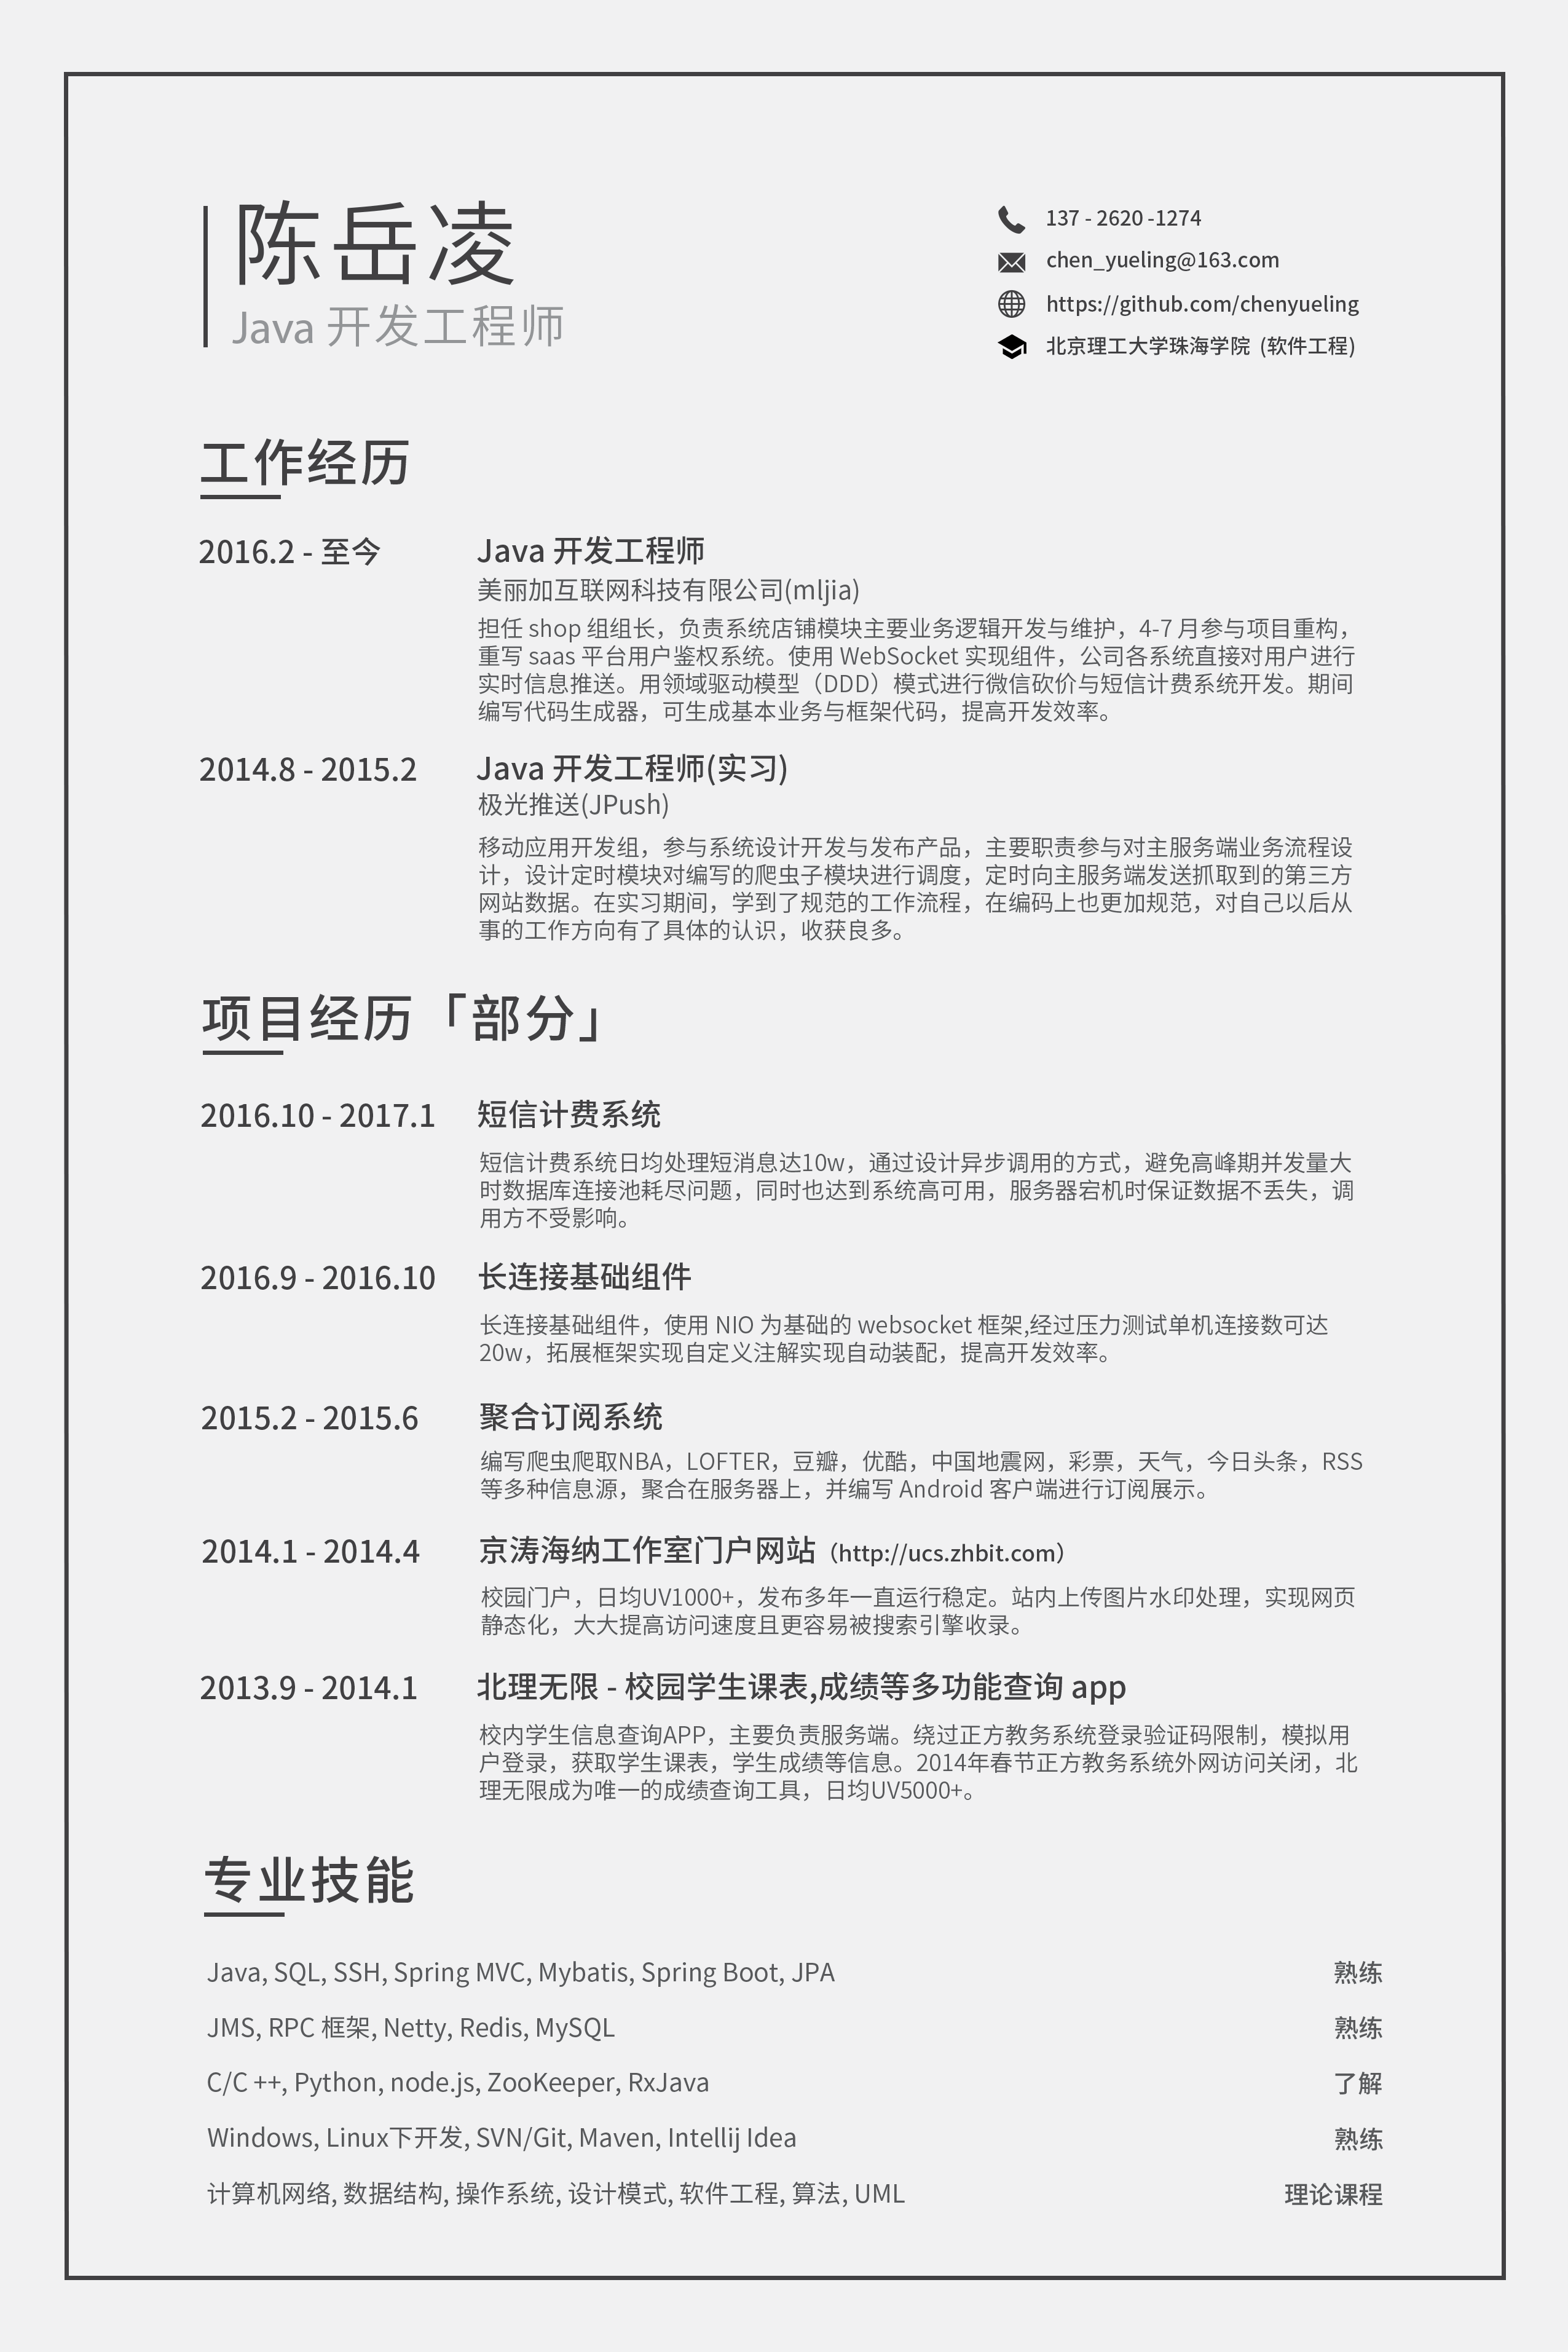 陈岳凌
Java 开发工程师
137 - 2620 -1274
chen_yueling@163.com
https://github.com/chenyueling
北京理工大学珠海学院 (软件工程)
工作经历
2016.2 - 至今
Java 开发工程师
美丽加互联网科技有限公司(mljia)
担任 shop 组组长，负责系统店铺模块主要业务逻辑开发与维护，4-7 月参与项目重构，
重写 saas 平台用户鉴权系统。使用 WebSocket 实现组件，公司各系统直接对用户进行
实时信息推送。用领域驱动模型（DDD）模式进行微信砍价与短信计费系统开发。期间
编写代码生成器，可生成基本业务与框架代码，提高开发效率。
2014.8 - 2015.2
Java 开发工程师(实习)
极光推送(JPush)
移动应用开发组，参与系统设计开发与发布产品，主要职责参与对主服务端业务流程设
计，设计定时模块对编写的爬虫子模块进行调度，定时向主服务端发送抓取到的第三方
网站数据。在实习期间，学到了规范的工作流程，在编码上也更加规范，对自己以后从
事的工作方向有了具体的认识，收获良多。
项目经历「部分」
2016.10 - 2017.1
短信计费系统
短信计费系统日均处理短消息达10w，通过设计异步调用的方式，避免高峰期并发量大
时数据库连接池耗尽问题，同时也达到系统高可用，服务器宕机时保证数据不丢失，调
用方不受影响。
2016.9 - 2016.10
长连接基础组件
长连接基础组件，使用 NIO 为基础的 websocket 框架,经过压力测试单机连接数可达
20w，拓展框架实现自定义注解实现自动装配，提高开发效率。
2015.2 - 2015.6
聚合订阅系统
编写爬虫爬取NBA，LOFTER，豆瓣，优酷，中国地震网，彩票，天气，今日头条，RSS
等多种信息源，聚合在服务器上，并编写 Android 客户端进行订阅展示。
2014.1 - 2014.4
京涛海纳工作室门户网站（http://ucs.zhbit.com）
校园门户，日均UV1000+，发布多年一直运行稳定。站内上传图片水印处理，实现网页
静态化，大大提高访问速度且更容易被搜索引擎收录。
2013.9 - 2014.1
北理无限 - 校园学生课表,成绩等多功能查询 app
校内学生信息查询APP，主要负责服务端。绕过正方教务系统登录验证码限制，模拟用
户登录，获取学生课表，学生成绩等信息。2014年春节正方教务系统外网访问关闭，北
理无限成为唯一的成绩查询工具，日均UV5000+。
专业技能
Java, SQL, SSH, Spring MVC, Mybatis, Spring Boot, JPA
熟练
JMS, RPC 框架, Netty, Redis, MySQL
熟练
C/C ++, Python, node.js, ZooKeeper, RxJava
了解
Windows, Linux下开发, SVN/Git, Maven, Intellij Idea
熟练
计算机网络, 数据结构, 操作系统, 设计模式, 软件工程, 算法, UML
理论课程